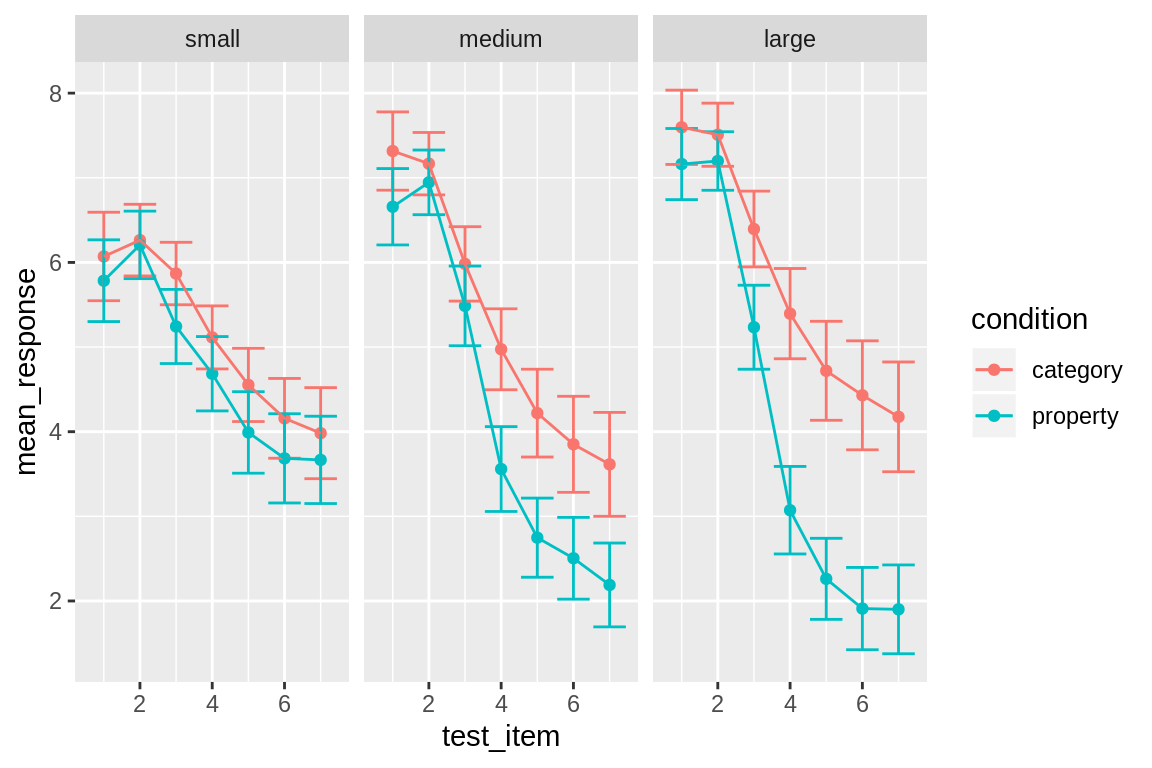 small medium large
8
6
4
2
mean_response
2 4 6 2 4 6 2 4 6
test_item
condition
category
property